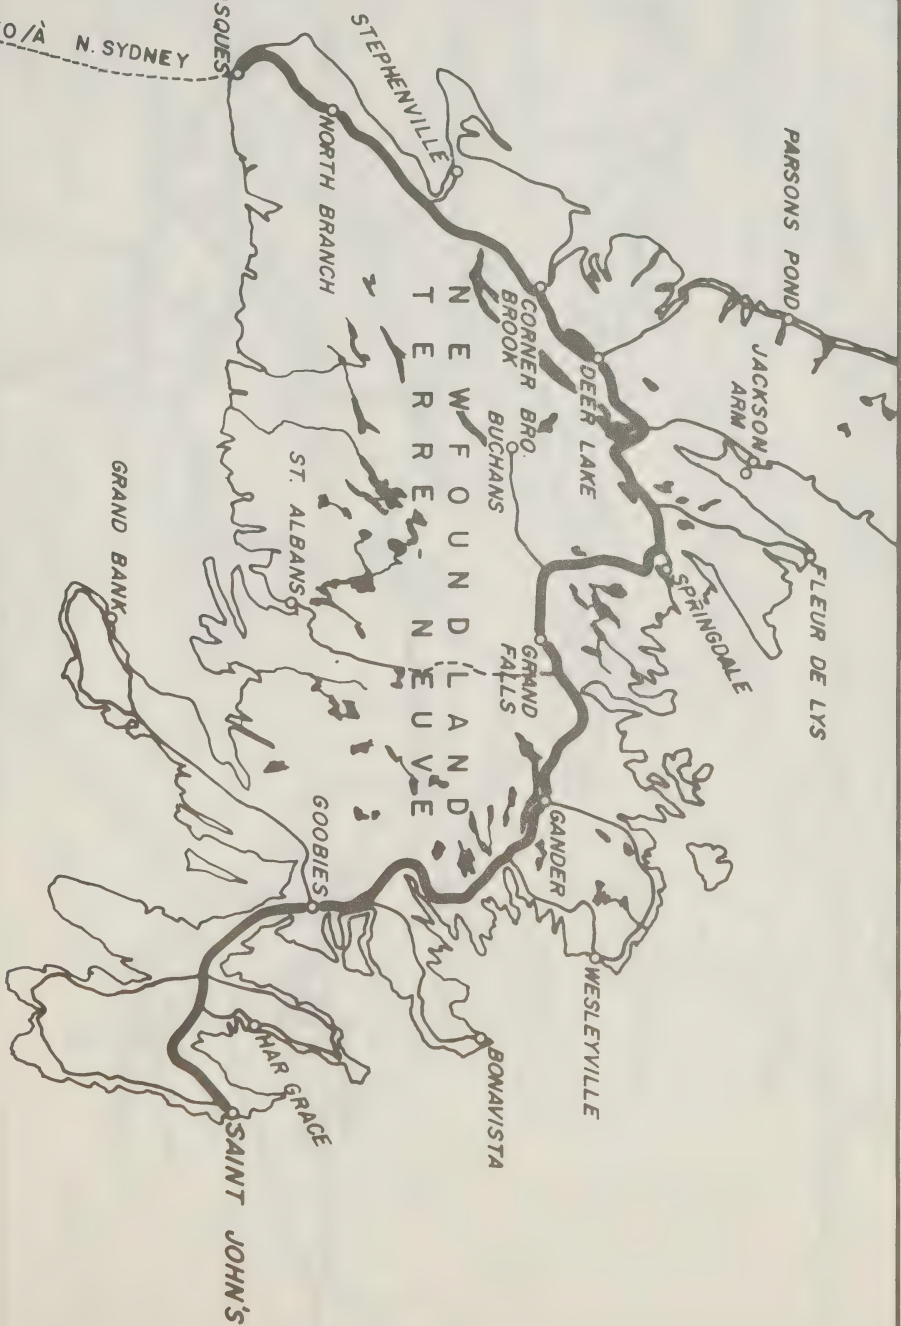 PARSONS POND
JACKSON
ARM
FLEUR DE LYS
SPRINGDALE
DEER LAKE
CORNER BRO.
BROOK
BUCHANS
STEPHENVILLE
GRAND
FALLS
GANDER
WESLEYVILLE
BONAVISTA
NEWFOUNDLAND
TERRE NEUVE
NORTH BRANCH
SQUES
O/À N. SYDNEY
ST. ALBANS
GOOBIES
GRAND BANK
HAR GRACE
SAINT JOHN'S